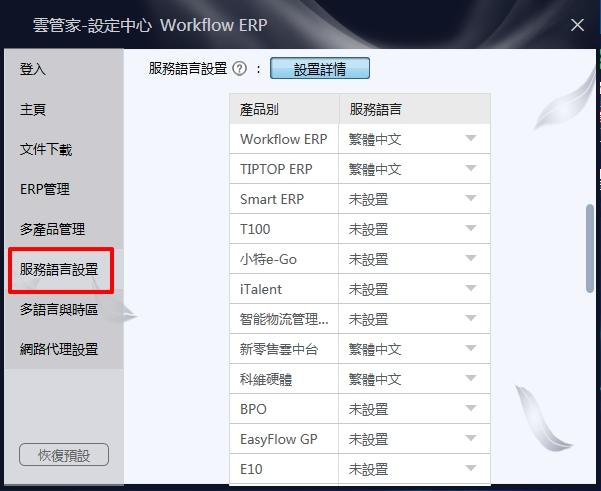 雲管家-設定中心 Workflow ERP
登入
主頁
文件下載
ERP管理
多產品管理
服務語言設置
多語言與時區
網路代理設置
恢復預設
服務語言設置 ? : 設置詳情
產品別 服務語言
Workflow ERP 繁體中文
TIPTOP ERP 繁體中文
Smart ERP 未設置
T100 未設置
小特e-Go 未設置
iTalent 未設置
智能物流管理... 未設置
新零售雲中台 繁體中文
科維硬體 繁體中文
BPO 未設置
EasyFlow GP 未設置
E10 未設置